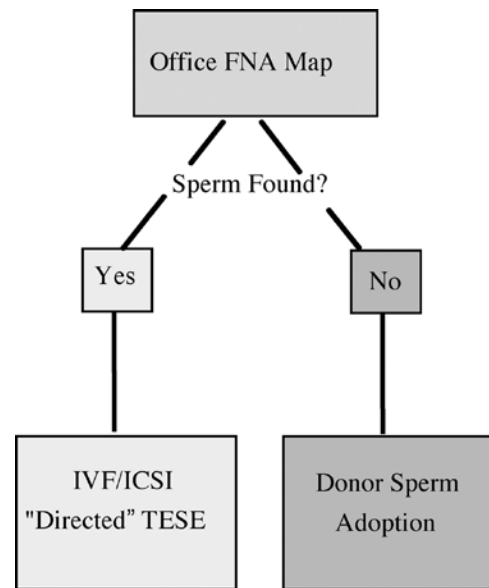 Office FNA Map
Sperm Found?
Yes
No
IVF/ICSI
"Directed” TESE
Donor Sperm
Adoption